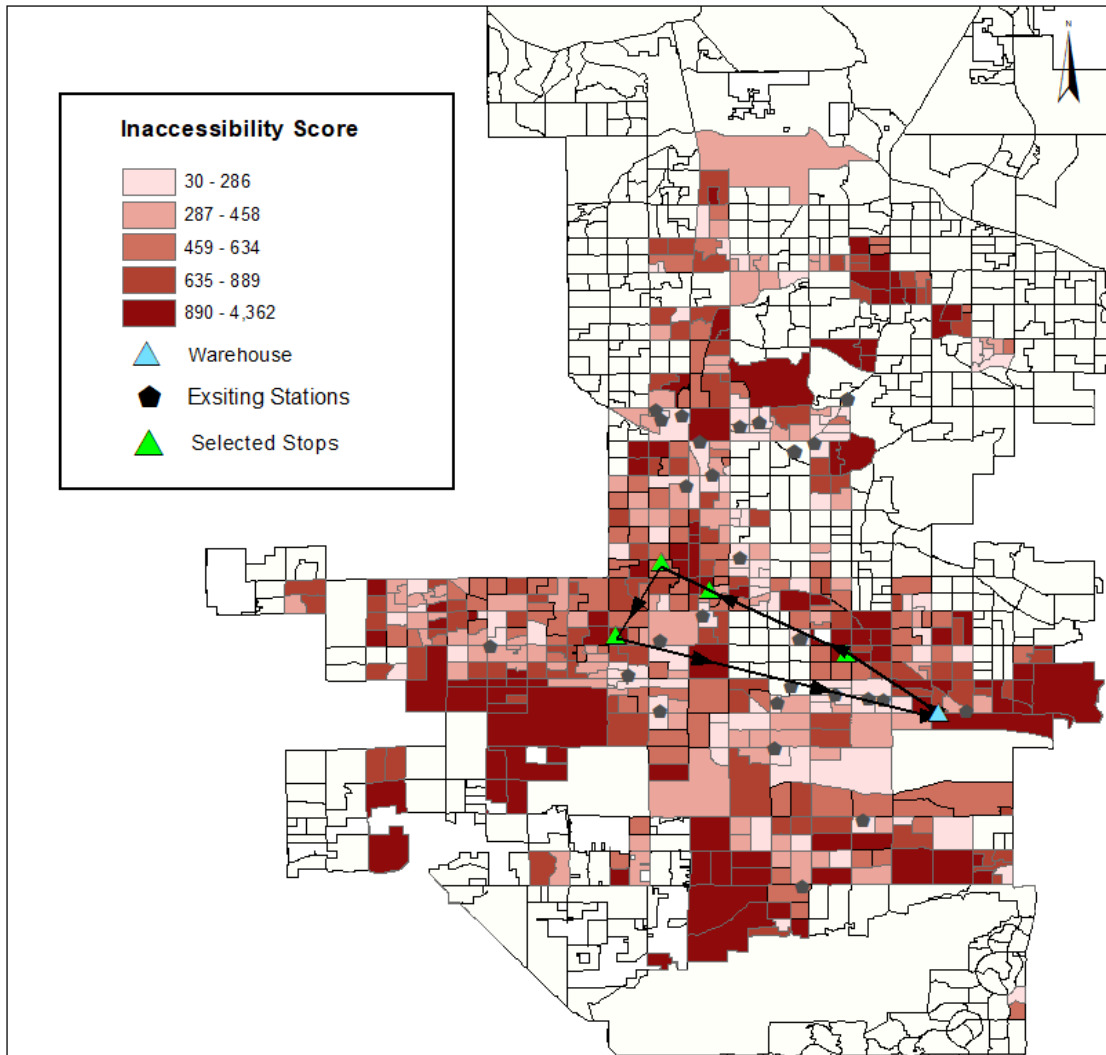 N
Inaccessibility Score
30 - 286
287 - 458
459 - 634
635 - 889
890 - 4,362
Warehouse
Exsiting Stations
Selected Stops